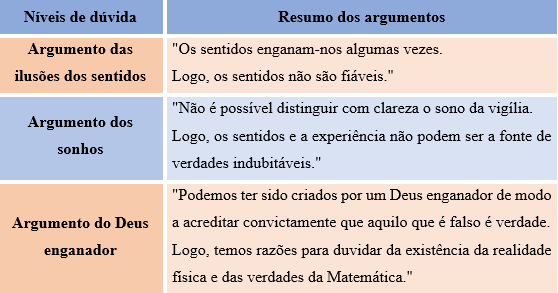 Níveis de dúvida
Resumo dos argumentos
Argumento das
ilusões dos sentidos
"Os sentidos enganam-nos algumas vezes.
Logo, os sentidos não são fiáveis."
Argumento dos
sonhos
"Não é possível distinguir com clareza o sono da vigília.
Logo, os sentidos e a experiência não podem ser a fonte de
verdades indubitáveis."
Argumento do Deus
enganador
"Podemos ter sido criados por um Deus enganador de modo
a acreditar convictamente que aquilo que é falso é verdade.
Logo, temos razões para duvidar da existência da realidade
física e das verdades da Matemática."